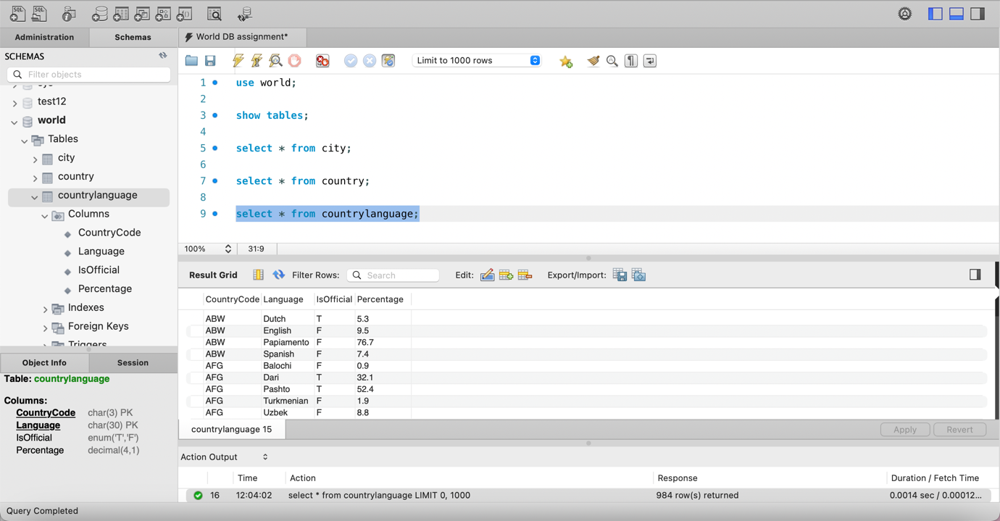 SQL SQL
Administration Schemas World DB assignment*
SCHEMAS
Filter objects
Limit to 1000 rows
sys
test12
world
Tables
city
country
countrylanguage
Columns
CountryCode
Language
IsOfficial
Percentage
Indexes
Foreign Keys
Triggers
1 use world;
2
3 show tables;
4
5 select * from city;
6
7 select * from country;
8
9 select * from countrylanguage;
100% 31:9
Result Grid Filter Rows: Search Edit: Export/Import:
CountryCode Language IsOfficial Percentage
ABW Dutch T 5.3
ABW English F 9.5
ABW Papiamento F 76.7
ABW Spanish F 7.4
AFG Balochi F 0.9
AFG Dari T 32.1
AFG Pashto T 52.4
AFG Turkmenian F 1.9
AFG Uzbek F 8.8
countrylanguage 15 Apply Revert
Object Info Session
Table: countrylanguage
Columns:
CountryCode char(3) PK
Language char(30) PK
IsOfficial enum('T','F')
Percentage decimal(4,1)
Action Output
Time Action Response Duration / Fetch Time
16 12:04:02 select * from countrylanguage LIMIT 0, 1000 984 row(s) returned 0.0014 sec / 0.00012...
Query Completed